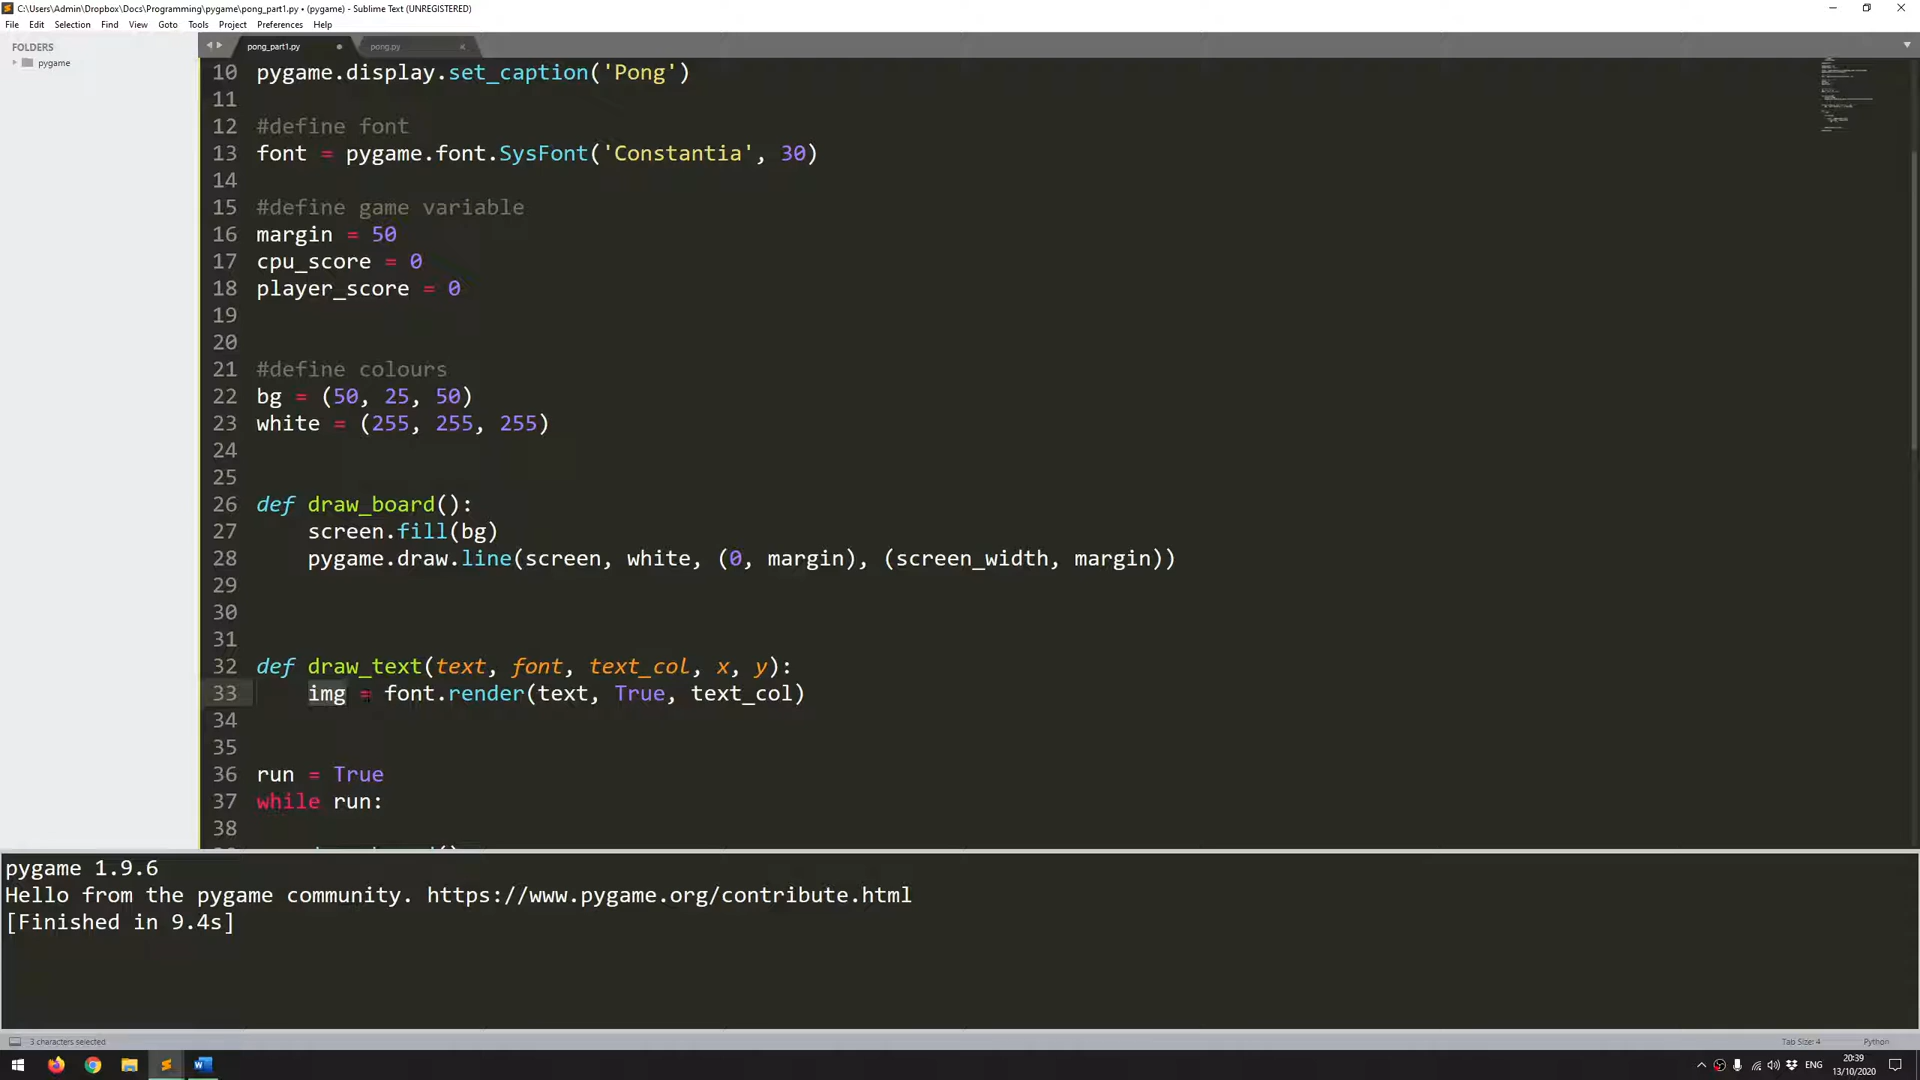 C:\Users\Admin\Dropbox\Docs\Programming\pygame\pong_part1.py • (pygame) - Sublime Text (UNREGISTERED)
File Edit Selection Find View Goto Tools Project Preferences Help
FOLDERS
pygame
pong_part1.py
pong.py
10 pygame.display.set_caption('Pong')
11
12 #define font
13 font = pygame.font.SysFont('Constantia', 30)
14
15 #define game variable
16 margin = 50
17 cpu_score = 0
18 player_score = 0
19
20
21 #define colours
22 bg = (50, 25, 50)
23 white = (255, 255, 255)
24
25
26 def draw_board():
27 screen.fill(bg)
28 pygame.draw.line(screen, white, (0, margin), (screen_width, margin))
29
30
31
32 def draw_text(text, font, text_col, x, y):
33 img = font.render(text, True, text_col)
34
35
36 run = True
37 while run:
38
pygame 1.9.6
Hello from the pygame community. https://www.pygame.org/contribute.html
[Finished in 9.4s]
3 characters selected
Tab Size: 4 Python
ENG
20:39
13/10/2020